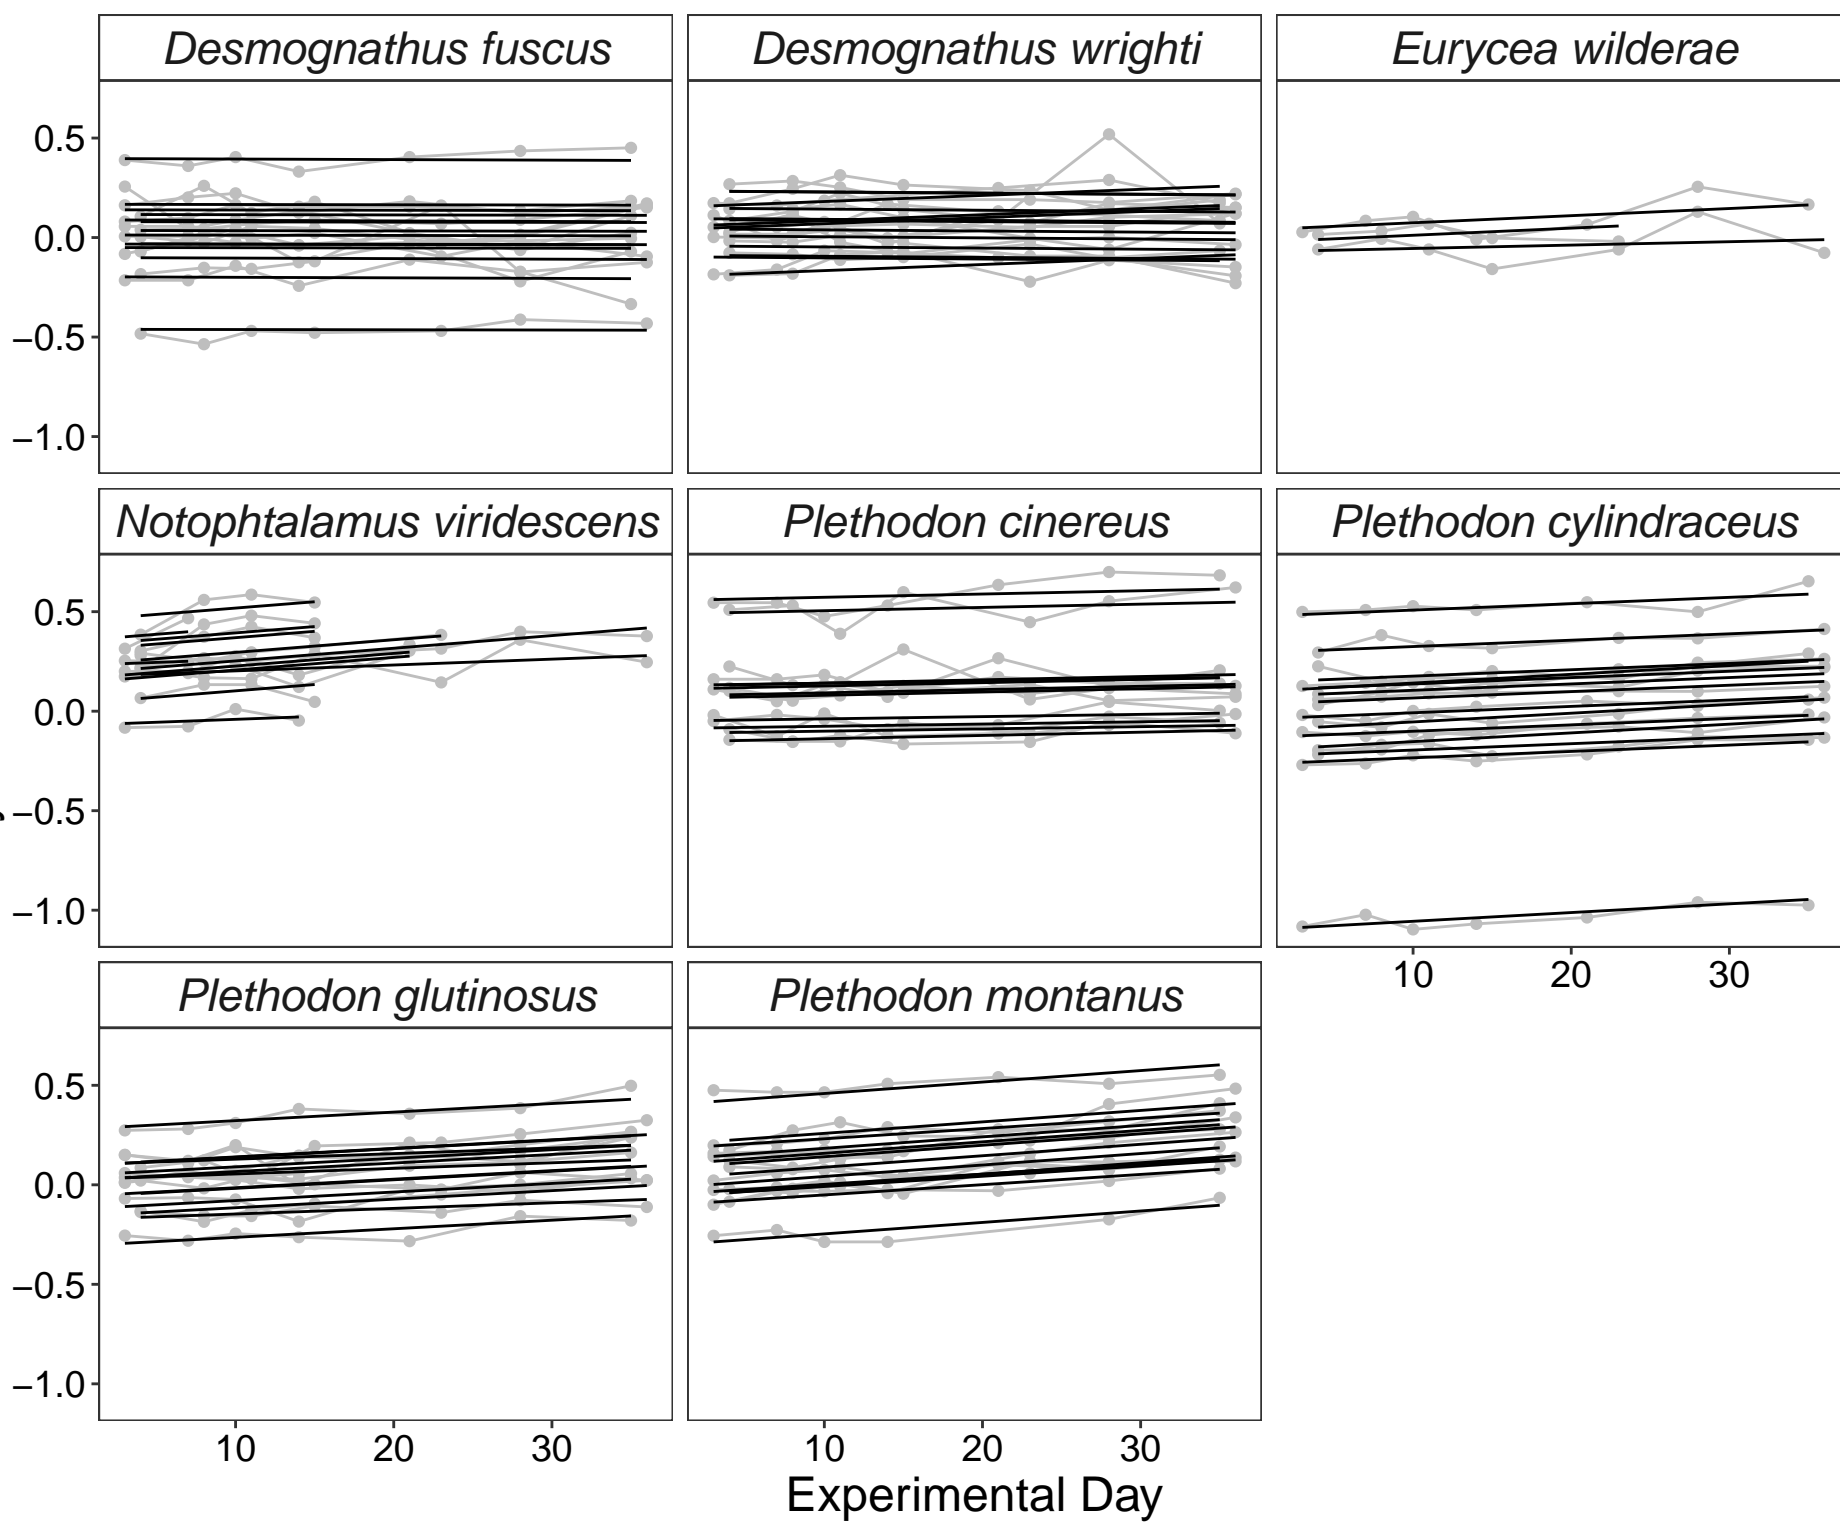 Desmognathus fuscus
Desmognathus wrighti
Eurycea wilderae
0.5
0.0
−0.5
−1.0
Notophtalamus viridescens
Plethodon cinereus
Plethodon cylindraceus
0.5
0.0
−0.5
−1.0
10 20 30
Plethodon glutinosus
Plethodon montanus
0.5
0.0
−0.5
−1.0
10 20 30
10 20 30
Experimental Day